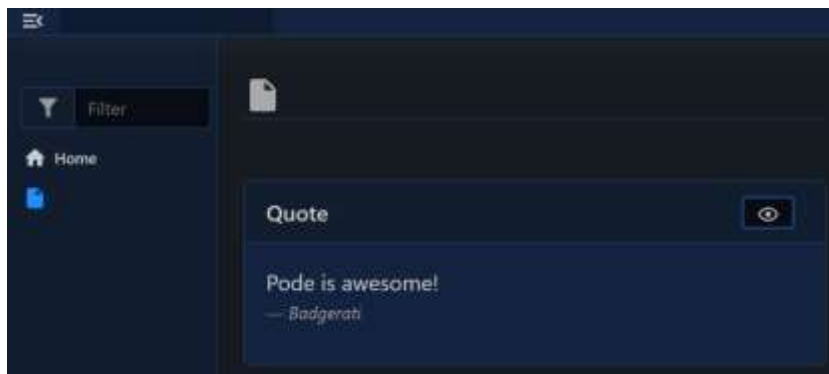 Filter
Home
Quote
Pode is awesome!
— Badgerati